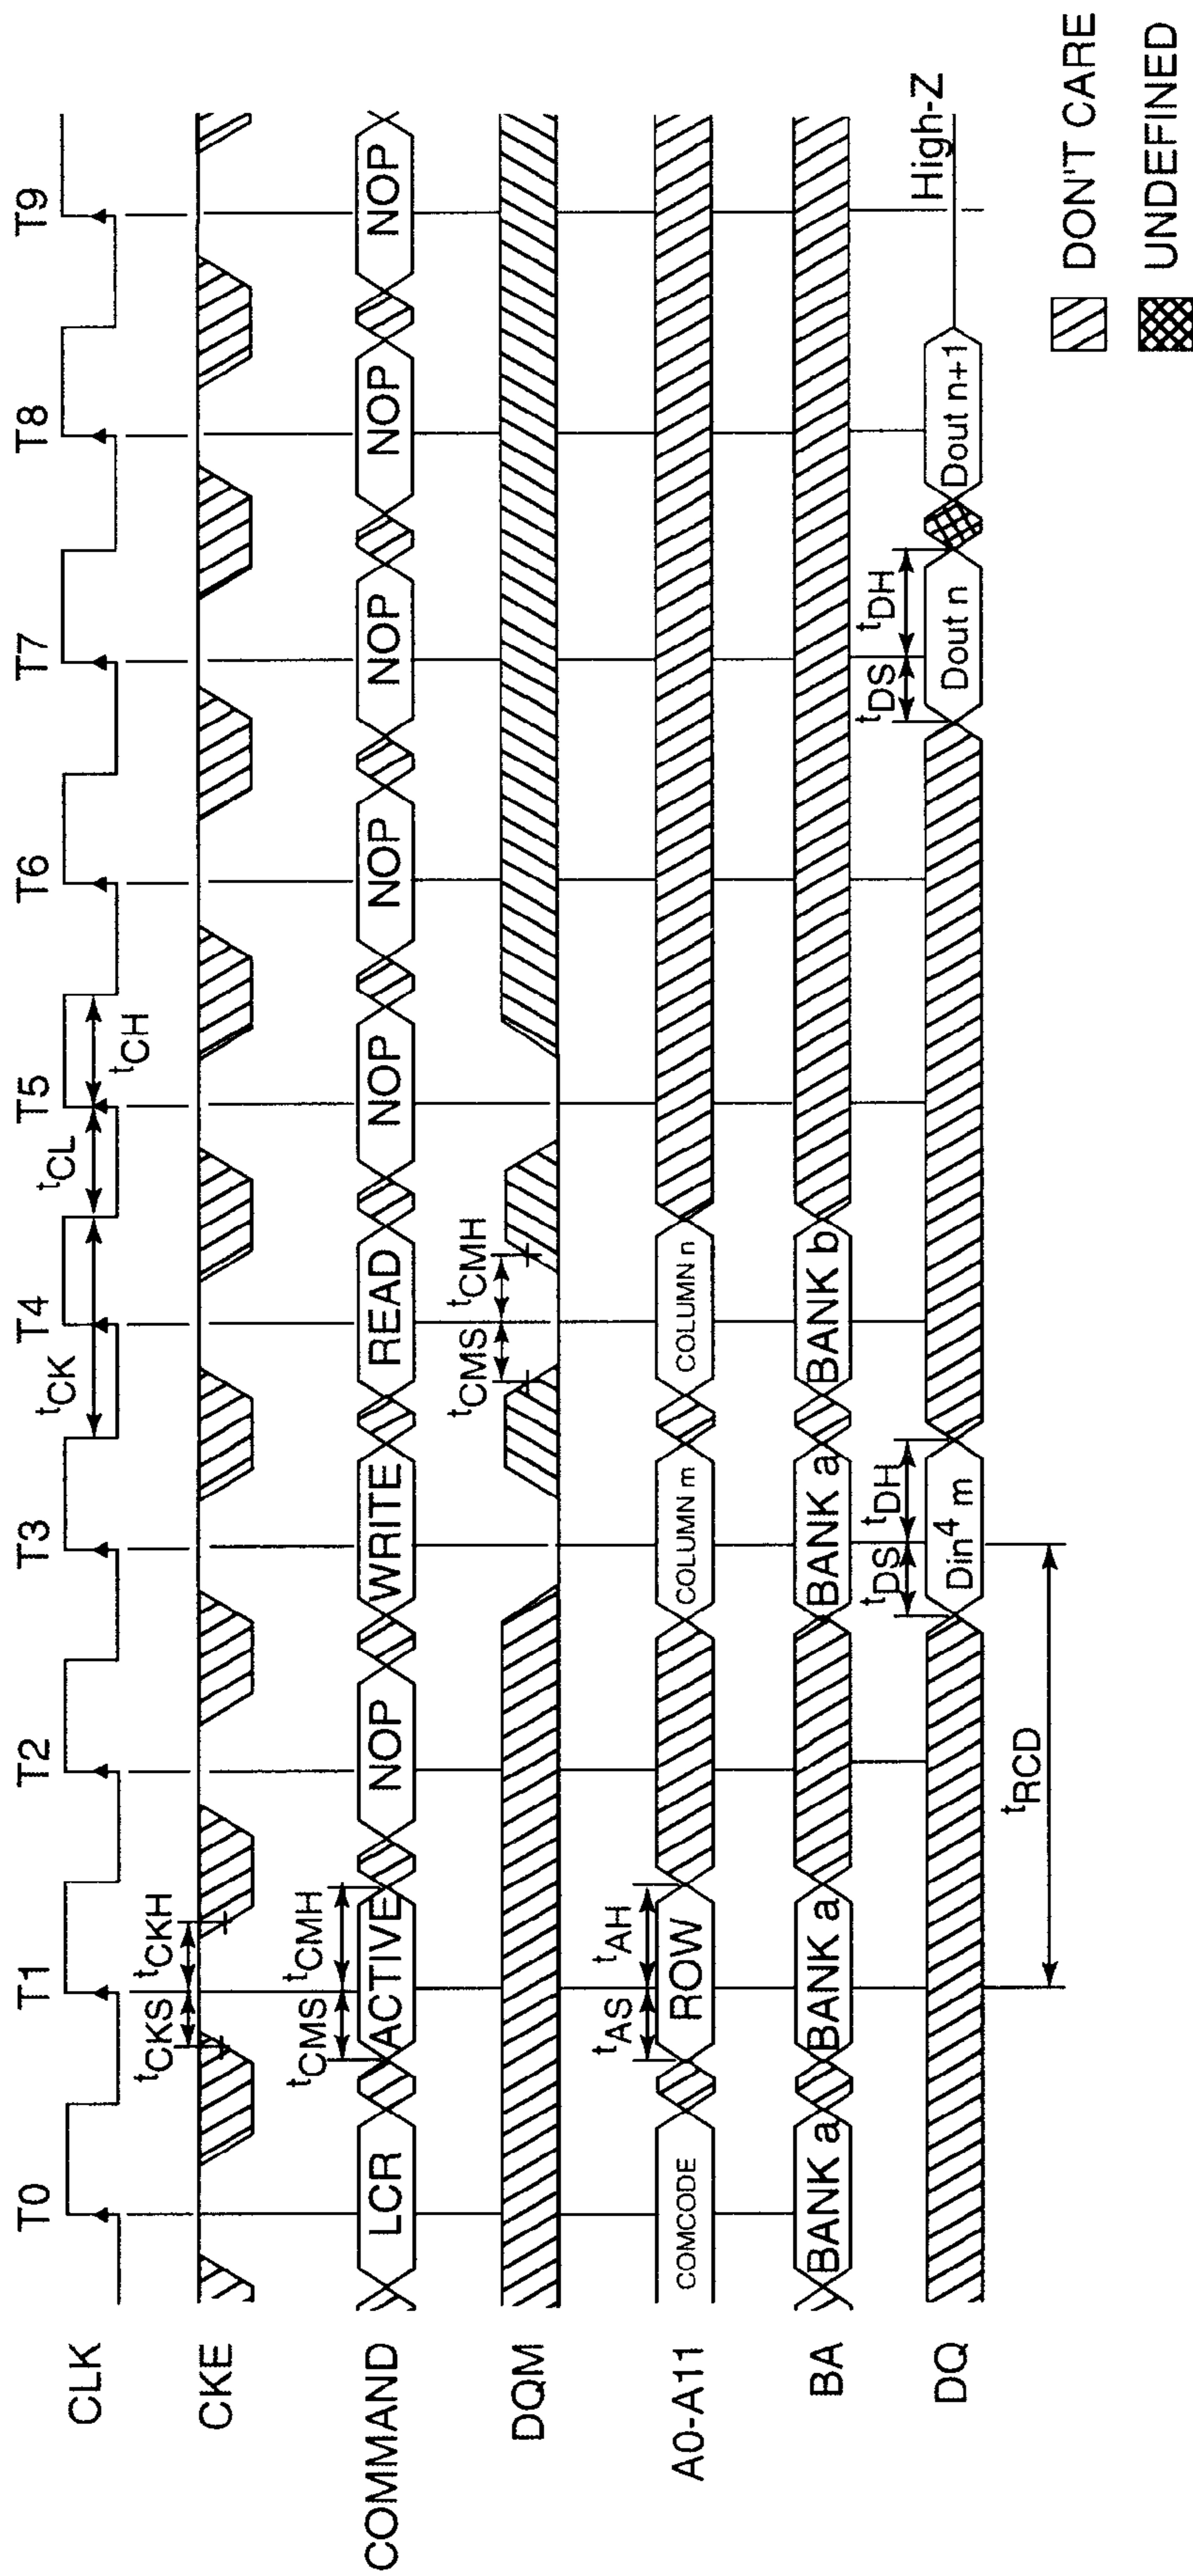 T0 T1 T2 T3 T4 T5 T6 T7 T8 T9
tCK tCL tCH
CLK
tCKS tCKH
CKE
tCMS tCMH
COMMAND LCR ACTIVE NOP WRITE READ NOP NOP NOP NOP NOP
tCMS tCMH
DQM
tAS tAH
A0-A11 COMCODE ROW COLUMN m COLUMN n
BA BANK a BANK a BANK a BANK b
tDS tDH tDS tDH High-Z
DQ Din4 m Dout n Dout n+1
tRCD
DON'T CARE
UNDEFINED